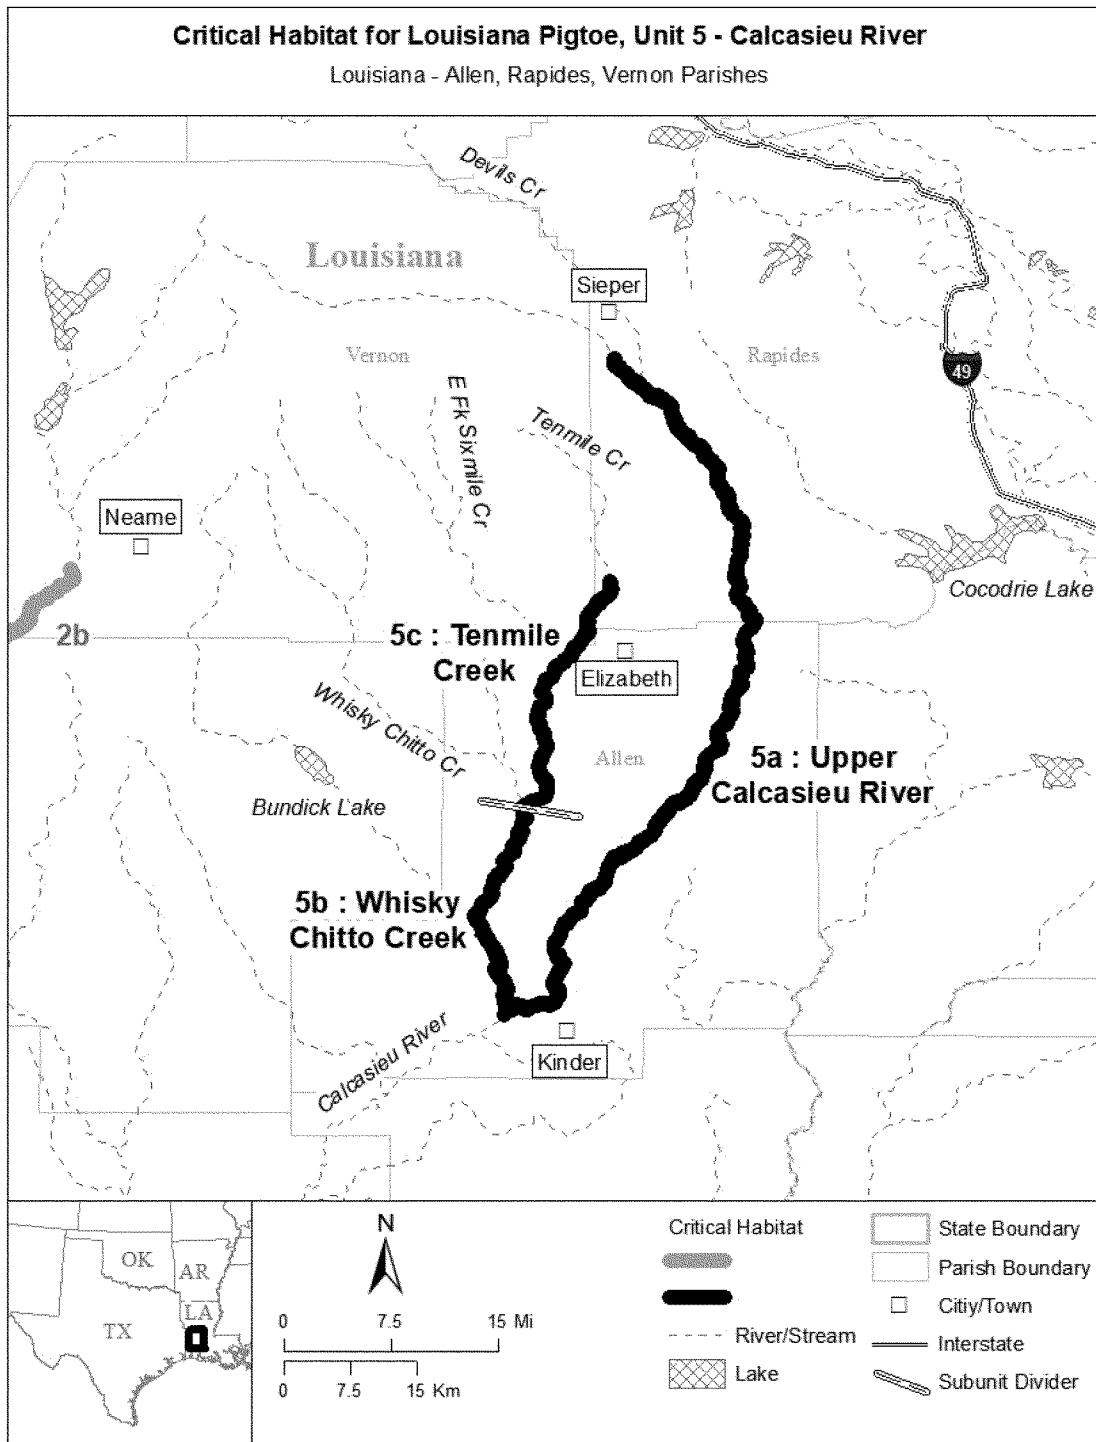 Critical Habitat for Louisiana Pigtoe, Unit 5 - Calcasieu River
Louisiana - Allen, Rapides, Vernon Parishes
Devils Cr
Louisiana
Sieper
Vernon
Rapides
49
E Fk Sixmile Cr
Tenmile Cr
Neame
Cocodrie Lake
2b
5c : Tenmile
Creek
Elizabeth
Whisky Chitto Cr
Allen
5a : Upper
Calcasieu River
Bundick Lake
5b : Whisky
Chitto Creek
Calcasieu River
Kinder
OK
AR
LA
TX
N
0 7.5 15 Mi
0 7.5 15 Km
Critical Habitat
River/Stream
Lake
State Boundary
Parish Boundary
Citiy/Town
Interstate
Subunit Divider